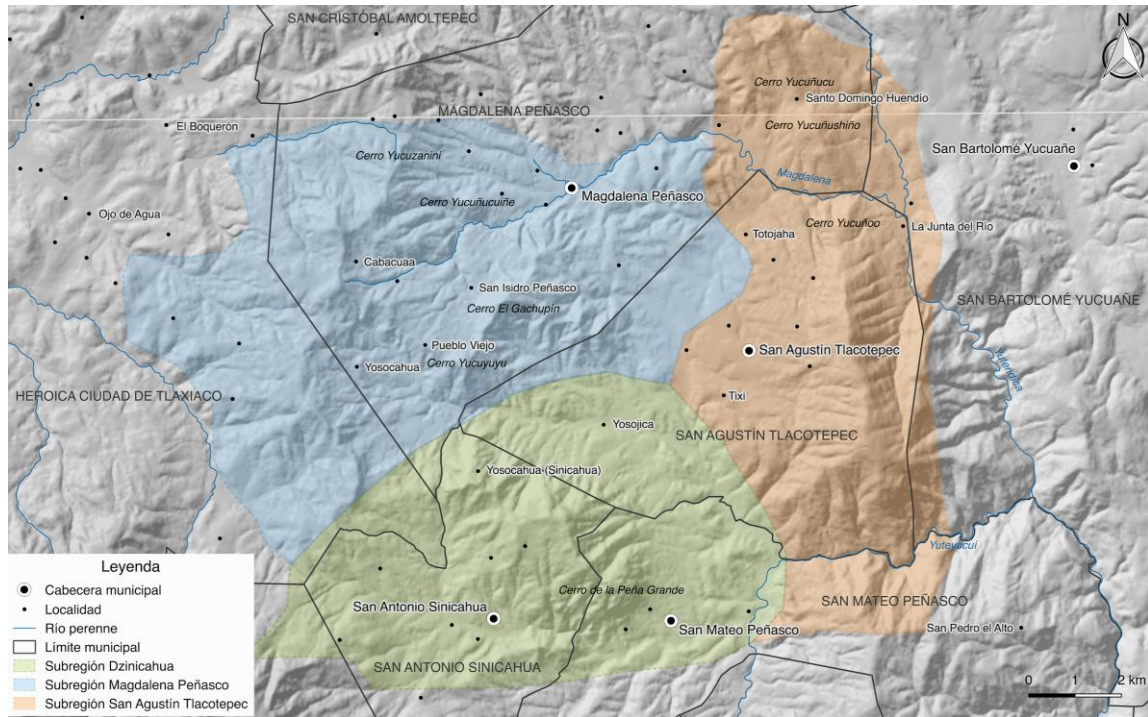 SAN CRISTÓBAL AMOLTEPEC
N
Cerro Yucuñucu
Santo Domingo Huendío
MAGDALENA PEÑASCO
El Boquerón
Cerro Yucuñushiño
San Bartolomé Yucuañe
Cerro Yucuzanini
Magdalena
Magdalena Peñasco
Cerro Yucuñucuiñe
Ojo de Agua
Cerro Yucuñoo
La Junta del Río
Totojaha
Cabacuaa
San Isidro Peñasco
SAN BARTOLOMÉ YUCUAÑE
Cerro El Gachupín
Pueblo Viejo
San Agustín Tlacotepec
Cerro Yucuyuyu
Yosocahua
HEROICA CIUDAD DE TLAXIACO
Tixi
Yosojica
SAN AGUSTÍN TLACOTEPEC
Yosocahua (Sinicahua)
Yuteyucui
Leyenda
Cabecera municipal
Localidad
Río perenne
Límite municipal
Subregión Dzinicahua
Subregión Magdalena Peñasco
Subregión San Agustín Tlacotepec
Cerro de la Peña Grande
San Antonio Sinicahua
SAN MATEO PEÑASCO
San Mateo Peñasco
San Pedro el Alto
SAN ANTONIO SINICAHUA
0 1 2 km